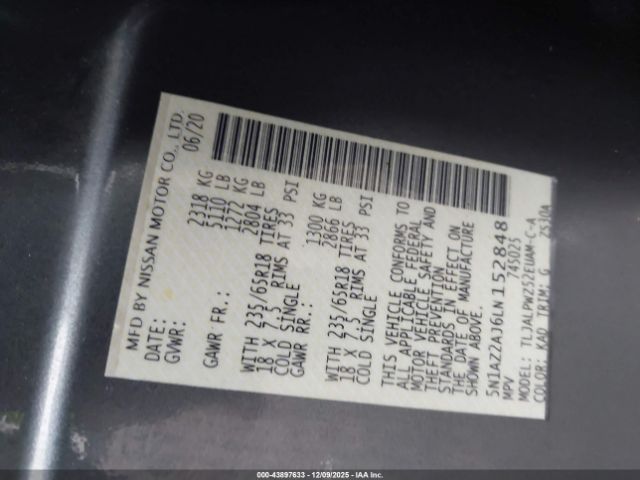 MFD BY NISSAN MOTOR CO., LTD.
DATE: 06/20
GVWR: 2318 KG
5110 LB
GAWR FR.: 1272 KG
2804 LB
WITH 235/65R18 TIRES
18 X 7.5 RIMS AT 33 PSI
COLD SINGLE
GAWR RR.: 1300 KG
2866 LB
WITH 235/65R18 TIRES
18 X 7.5 RIMS AT 33 PSI
COLD SINGLE
THIS VEHICLE CONFORMS TO
ALL APPLICABLE FEDERAL
MOTOR VEHICLE SAFETY AND
THEFT PREVENTION
STANDARDS IN EFFECT ON
THE DATE OF MANUFACTURE
SHOWN ABOVE.
5N1AZ2AJ6LN152848
MPV 745025
MODEL: TLJALPWZ52EUAM-C-A
COLOR: KAD TRIM: G 7530A
000-43897633 - 12/09/2025 - IAA Inc.